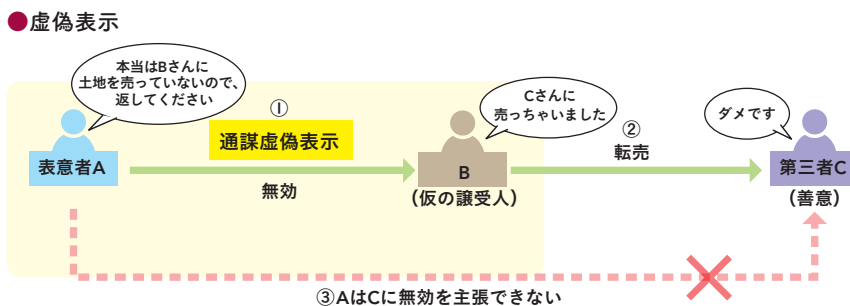 ●虚偽表示
本当はBさんに
土地を売っていないので、
返してください
①
通謀虚偽表示
Cさんに
売っちゃいました
②
転売
ダメです
表意者A
無効
B
(仮の譲受人)
第三者C
(善意)
③AはCに無効を主張できない